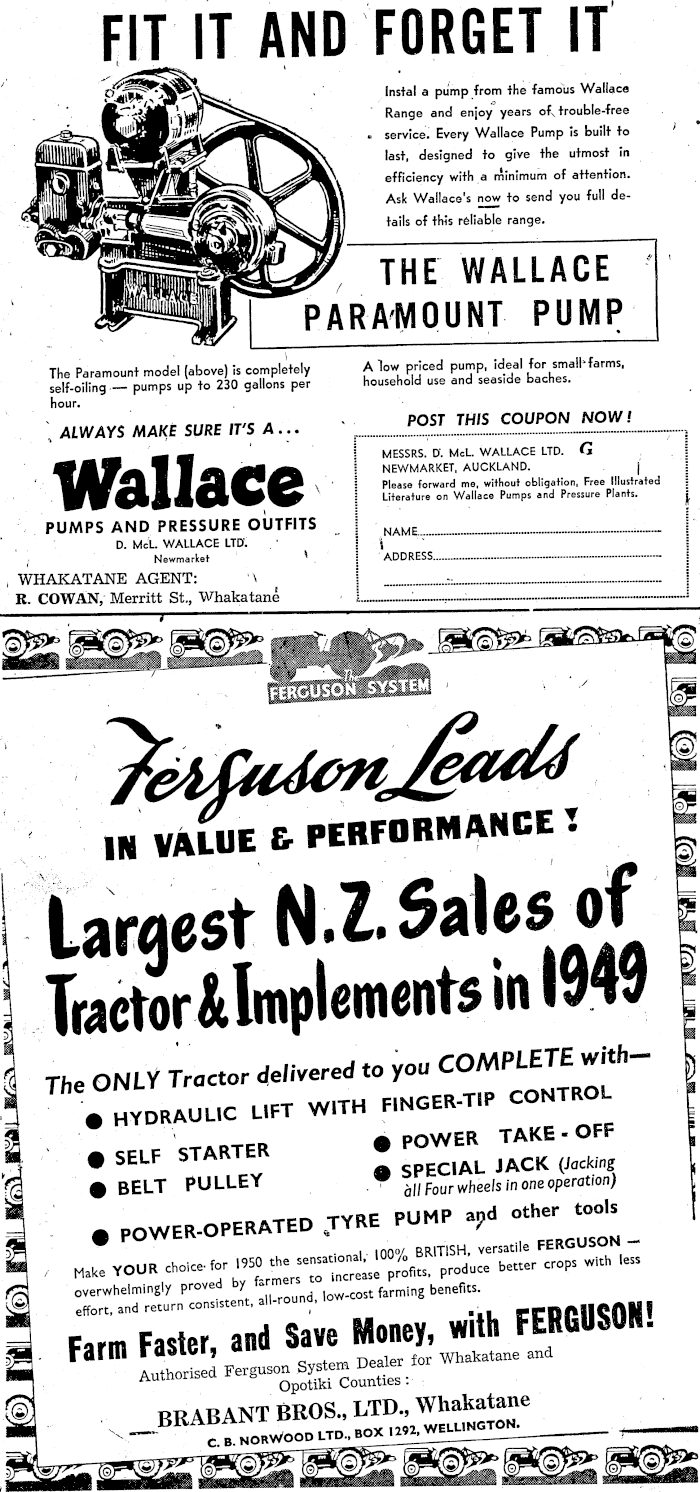 FIT IT AND FORGET IT
Instal a pump from the famous Wallace
Range and enjoy years of trouble-free
service. Every Wallace Pump is built to
last, designed to give the utmost in
efficiency with a minimum of attention.
Ask Wallace's now to send you full de-
tails of this reliable range.
WALLACE
THE WALLACE
PARAMOUNT PUMP
The Paramount model (above) is completely
self-oiling — pumps up to 230 gallons per
hour.
A low priced pump, ideal for small farms,
household use and seaside baches.
ALWAYS MAKE SURE IT'S A...
Wallace
PUMPS AND PRESSURE OUTFITS
D. McL. WALLACE LTD.
Newmarket
WHAKATANE AGENT:
R. COWAN, Merritt St., Whakatane
POST THIS COUPON NOW!
MESSRS. D. McL. WALLACE LTD. G
NEWMARKET, AUCKLAND.
Please forward me, without obligation, Free Illustrated
Literature on Wallace Pumps and Pressure Plants.
NAME
ADDRESS
The
FERGUSON SYSTEM
Ferguson Leads
IN VALUE & PERFORMANCE!
Largest N.Z. Sales of
Tractor & Implements in 1949
The ONLY Tractor delivered to you COMPLETE with—
● HYDRAULIC LIFT WITH FINGER-TIP CONTROL
● SELF STARTER
● BELT PULLEY
● POWER TAKE-OFF
● SPECIAL JACK (Jacking
all Four wheels in one operation)
● POWER-OPERATED TYRE PUMP and other tools
Make YOUR choice for 1950 the sensational, 100% BRITISH, versatile FERGUSON —
overwhelmingly proved by farmers to increase profits, produce better crops with less
effort, and return consistent, all-round, low-cost farming benefits.
Farm Faster, and Save Money, with FERGUSON!
Authorised Ferguson System Dealer for Whakatane and
Opotiki Counties:
BRABANT BROS., LTD., Whakatane
C. B. NORWOOD LTD., BOX 1292, WELLINGTON.